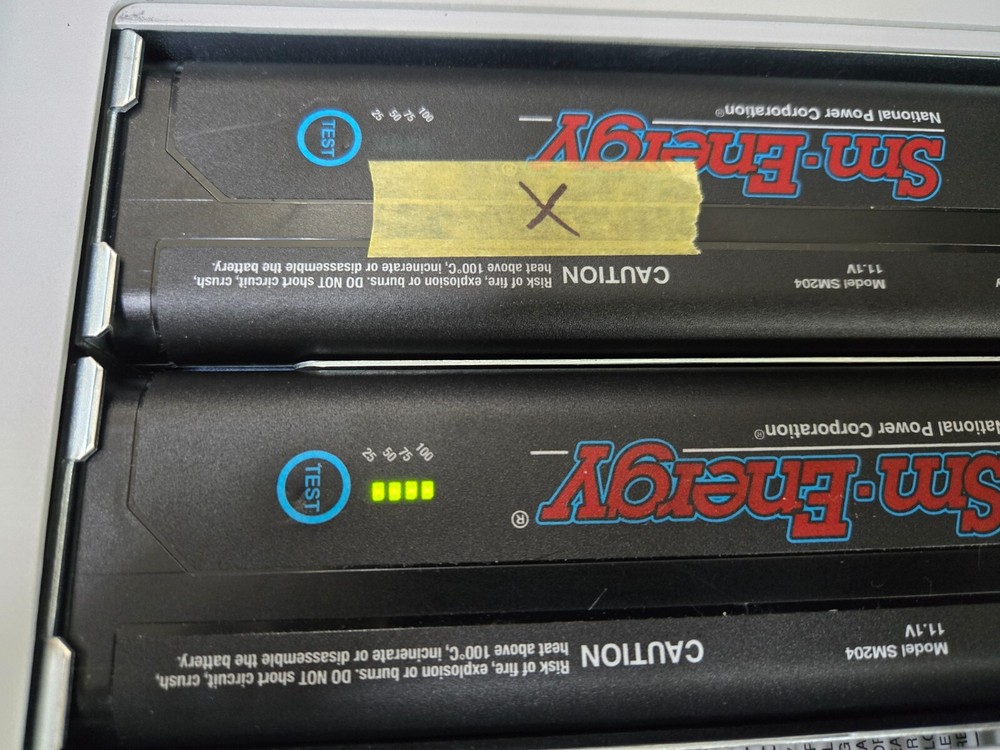 TEST
25 50 75 100
National Power Corporation®
Sm·Energy
X
CAUTION
Risk of fire, explosion or burns. DO NOT short circuit, crush,
heat above 100°C, incinerate or disassemble the battery.
Model SM204
11.1V
TEST
25 50 75 100
National Power Corporation®
Sm·Energy®
CAUTION
Risk of fire, explosion or burns. DO NOT short circuit, crush,
heat above 100°C, incinerate or disassemble the battery.
Model SM204
11.1V